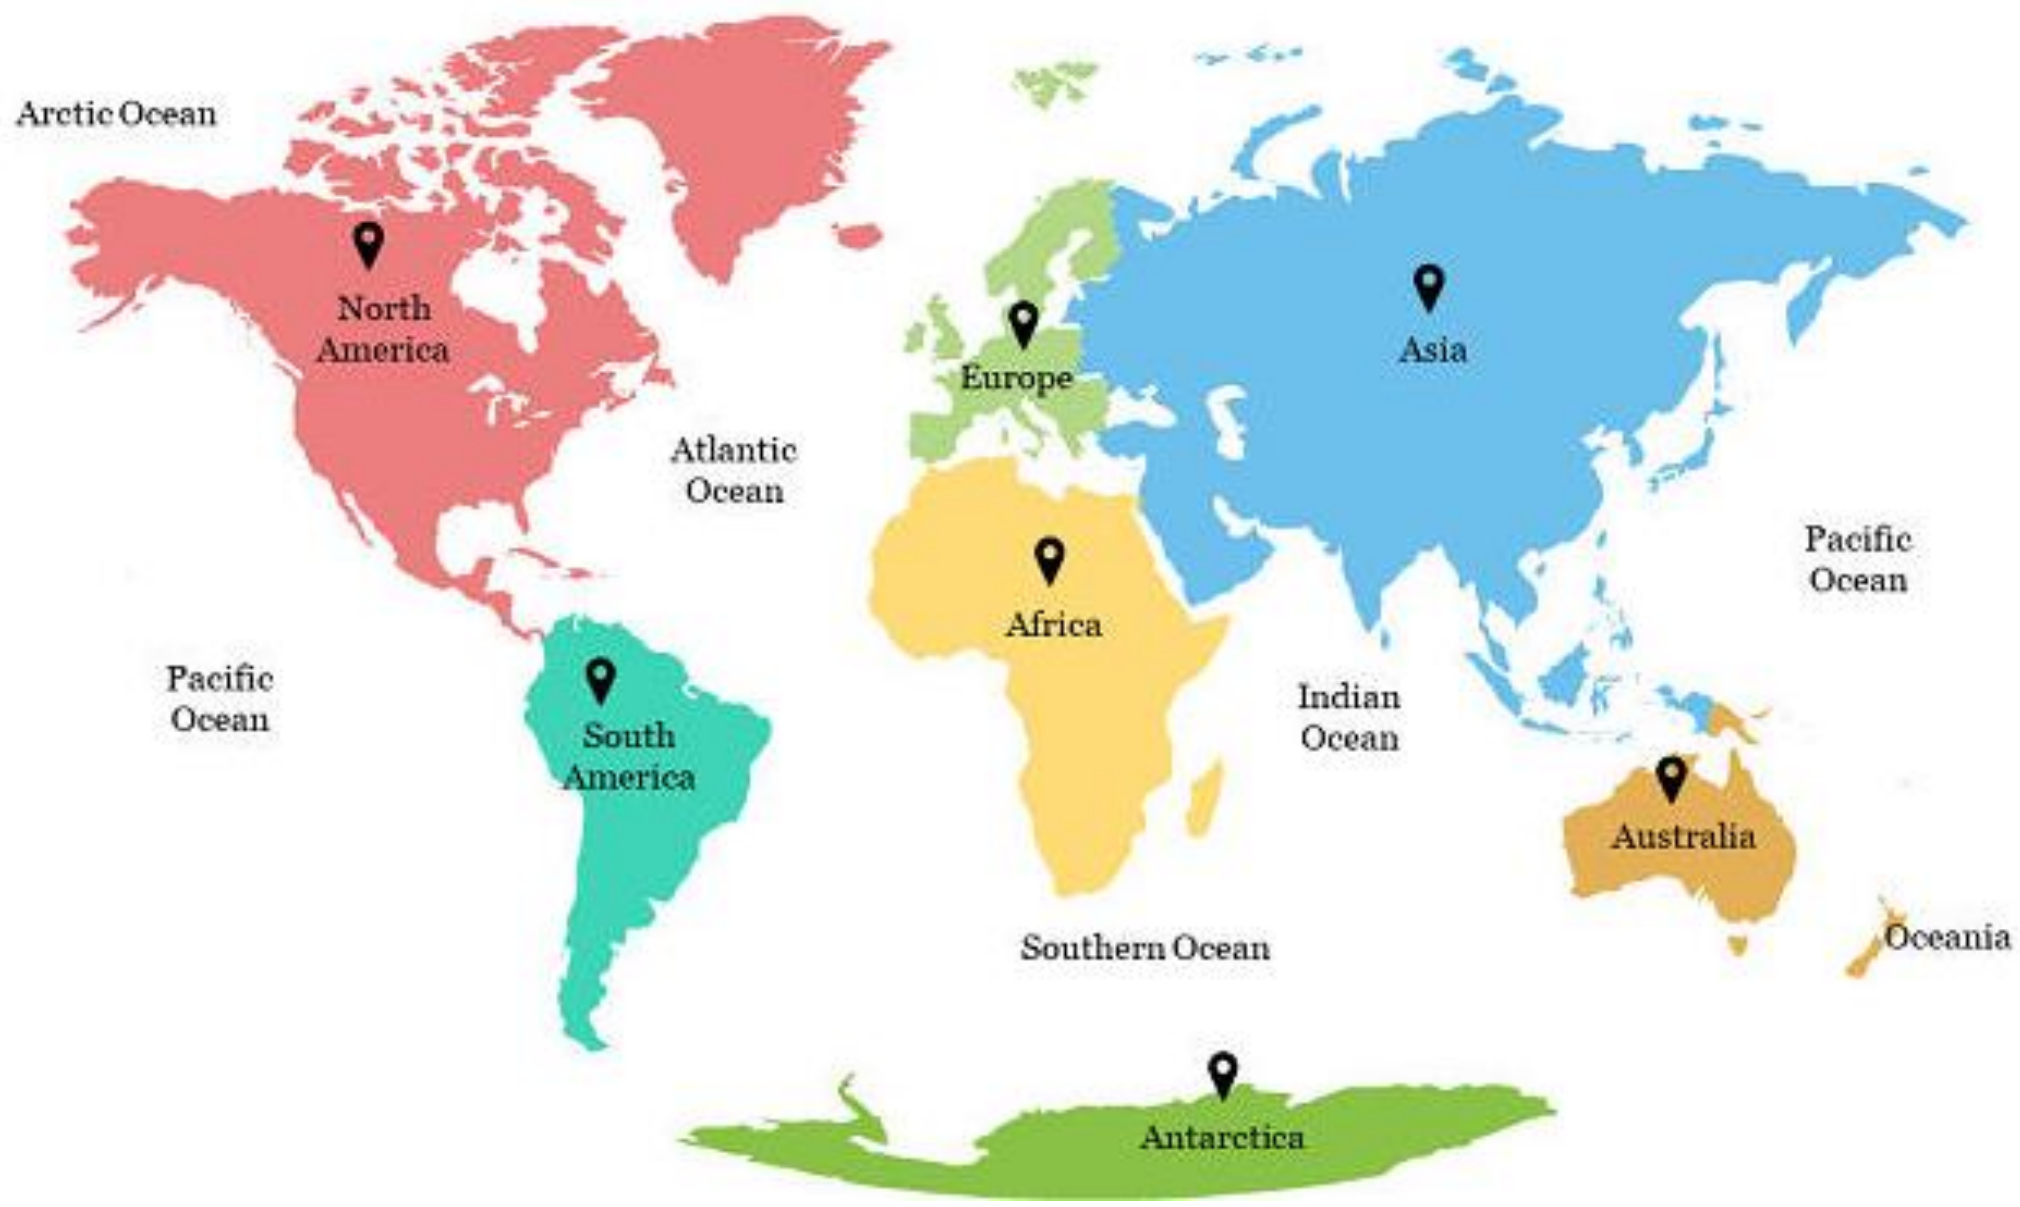 Arctic Ocean
North
America
Europe
Asia
Atlantic
Ocean
Pacific
Ocean
Africa
Pacific
Ocean
South
America
Indian
Ocean
Australia
Southern Ocean
Oceania
Antarctica